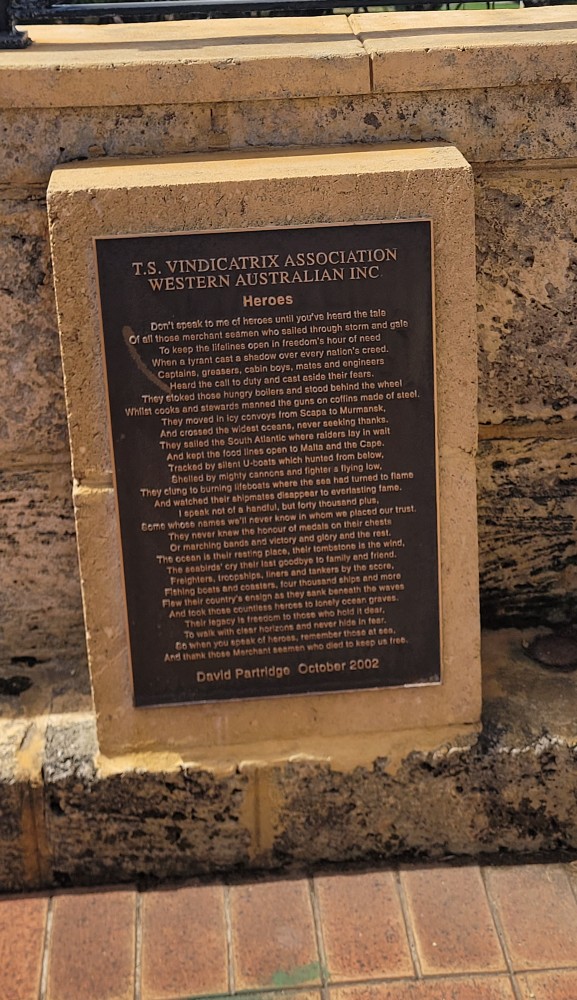 T.S. VINDICATRIX ASSOCIATION
WESTERN AUSTRALIAN INC
Heroes
Don't speak to me of heroes until you've heard the tale
Of all those merchant seamen who sailed through storm and gale
To keep the lifelines open in freedom's hour of need
When a tyrant cast a shadow over every nation's creed.
Captains, greasers, cabin boys, mates and engineers
Heard the call to duty and cast aside their fears.
They stoked those hungry boilers and stood behind the wheel
Whilst cooks and stewards manned the guns on coffins made of steel.
They moved in icy convoys from Scapa to Murmansk,
And crossed the widest oceans, never seeking thanks.
They sailed the South Atlantic where raiders lay in wait
And kept the food lines open to Malta and the Cape.
Tracked by silent U-boats which hunted from below,
Shelled by mighty cannons and fighter s flying low,
They clung to burning lifeboats where the sea had turned to flame
And watched their shipmates disappear to everlasting fame.
I speak not of a handful, but forty thousand plus,
Some whose names we'll never know in whom we placed our trust.
They never knew the honour of medals on their chests
Or marching bands and victory and glory and the rest.
The ocean is their resting place, their tombstone is the wind,
The seabirds' cry their last goodbye to family and friend.
Freighters, troopships, liners and tankers by the score,
Fishing boats and coasters, four thousand ships and more
Flew their country's ensign as they sank beneath the waves
And took those countless heroes to lonely ocean graves.
Their legacy is freedom to those who hold it dear,
To walk with clear horizons and never hide in fear.
So when you speak of heroes, remember those at sea,
And thank those Merchant seamen who died to keep us free.
David Partridge October 2002